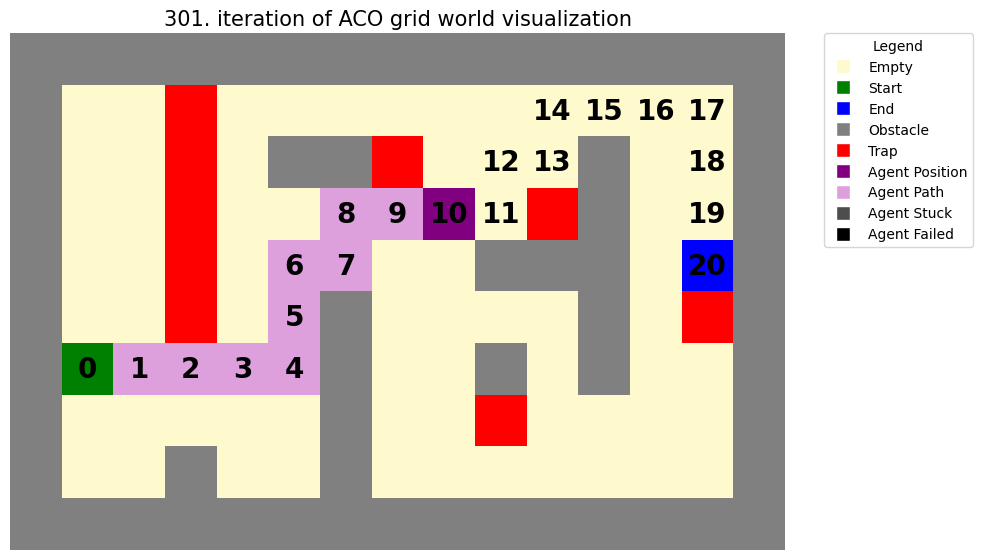 301. iteration of ACO grid world visualization
Legend
Empty
Start
End
Obstacle
Trap
Agent Position
Agent Path
Agent Stuck
Agent Failed
14 15 16 17
12 13 18
8 9 10 11 19
6 7 20
5
0 1 2 3 4